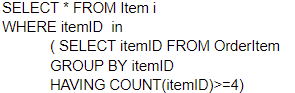 SELECT * FROM Item i
WHERE itemID in
( SELECT itemID FROM OrderItem
GROUP BY itemID
HAVING COUNT(itemID)>=4)